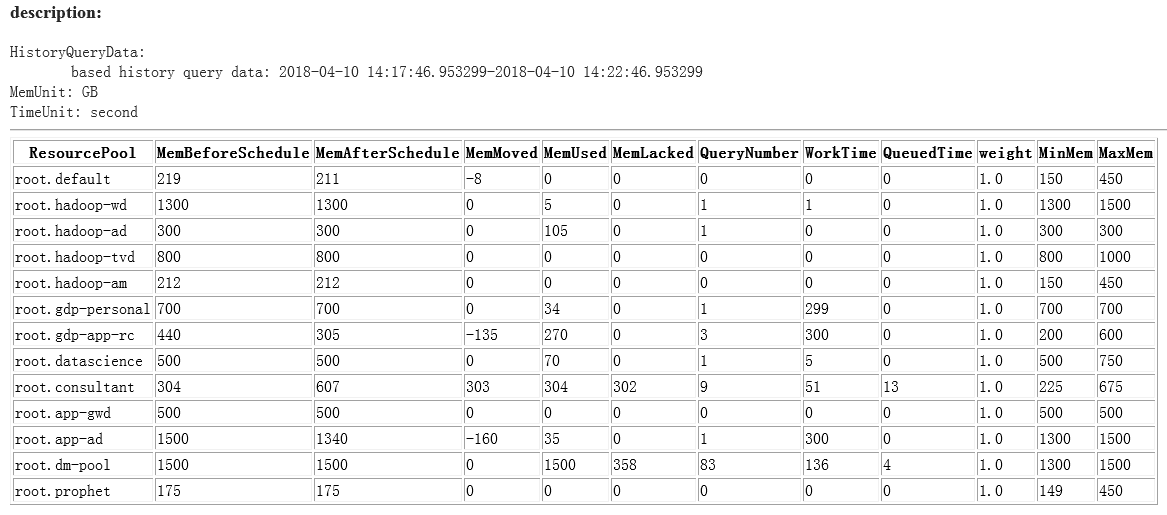 description:
HistoryQueryData:
based history query data: 2018-04-10 14:17:46.953299-2018-04-10 14:22:46.953299
MemUnit: GB
TimeUnit: second
ResourcePool MemBeforeSchedule MemAfterSchedule MemMoved MemUsed MemLacked QueryNumber WorkTime QueuedTime weight MinMem MaxMem
root.default 219 211 -8 0 0 0 0 0 1.0 150 450
root.hadoop-wd 1300 1300 0 5 0 1 1 0 1.0 1300 1500
root.hadoop-ad 300 300 0 105 0 1 0 0 1.0 300 300
root.hadoop-tvd 800 800 0 0 0 0 0 0 1.0 800 1000
root.hadoop-am 212 212 0 0 0 0 0 0 1.0 150 450
root.gdp-personal 700 700 0 34 0 1 299 0 1.0 700 700
root.gdp-app-rc 440 305 -135 270 0 3 300 0 1.0 200 600
root.datascience 500 500 0 70 0 1 5 0 1.0 500 750
root.consultant 304 607 303 304 302 9 51 13 1.0 225 675
root.app-gwd 500 500 0 0 0 0 0 0 1.0 500 500
root.app-ad 1500 1340 -160 35 0 1 300 0 1.0 1300 1500
root.dm-pool 1500 1500 0 1500 358 83 136 4 1.0 1300 1500
root.prophet 175 175 0 0 0 0 0 0 1.0 149 450